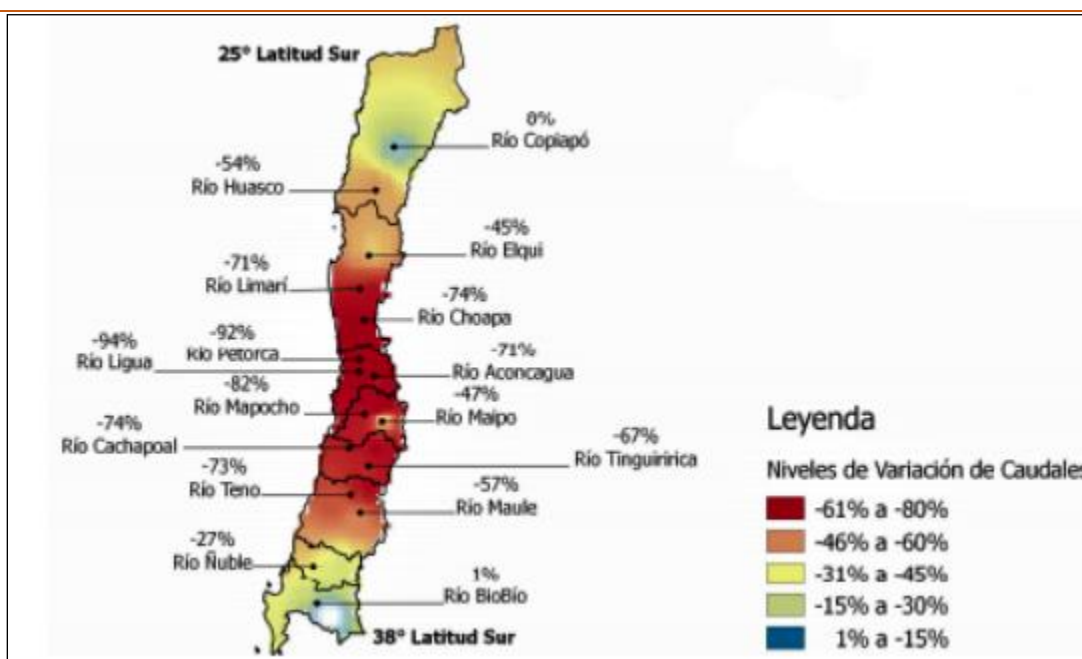 25° Latitud Sur
0%
Río Copiapó
-54%
Río Huasco
-45%
Río Elqui
-71%
Río Limarí
-74%
Río Choapa
-92%
Río Petorca
-94%
Río Ligua
-71%
Río Aconcagua
-82%
Río Mapocho
-47%
Río Maipo
-74%
Río Cachapoal
-67%
Río Tinguiririca
-73%
Río Teno
-57%
Río Maule
-27%
Río Ñuble
1%
Río BioBío
38° Latitud Sur
Leyenda
Niveles de Variación de Caudales
-61% a -80%
-46% a -60%
-31% a -45%
-15% a -30%
1% a -15%